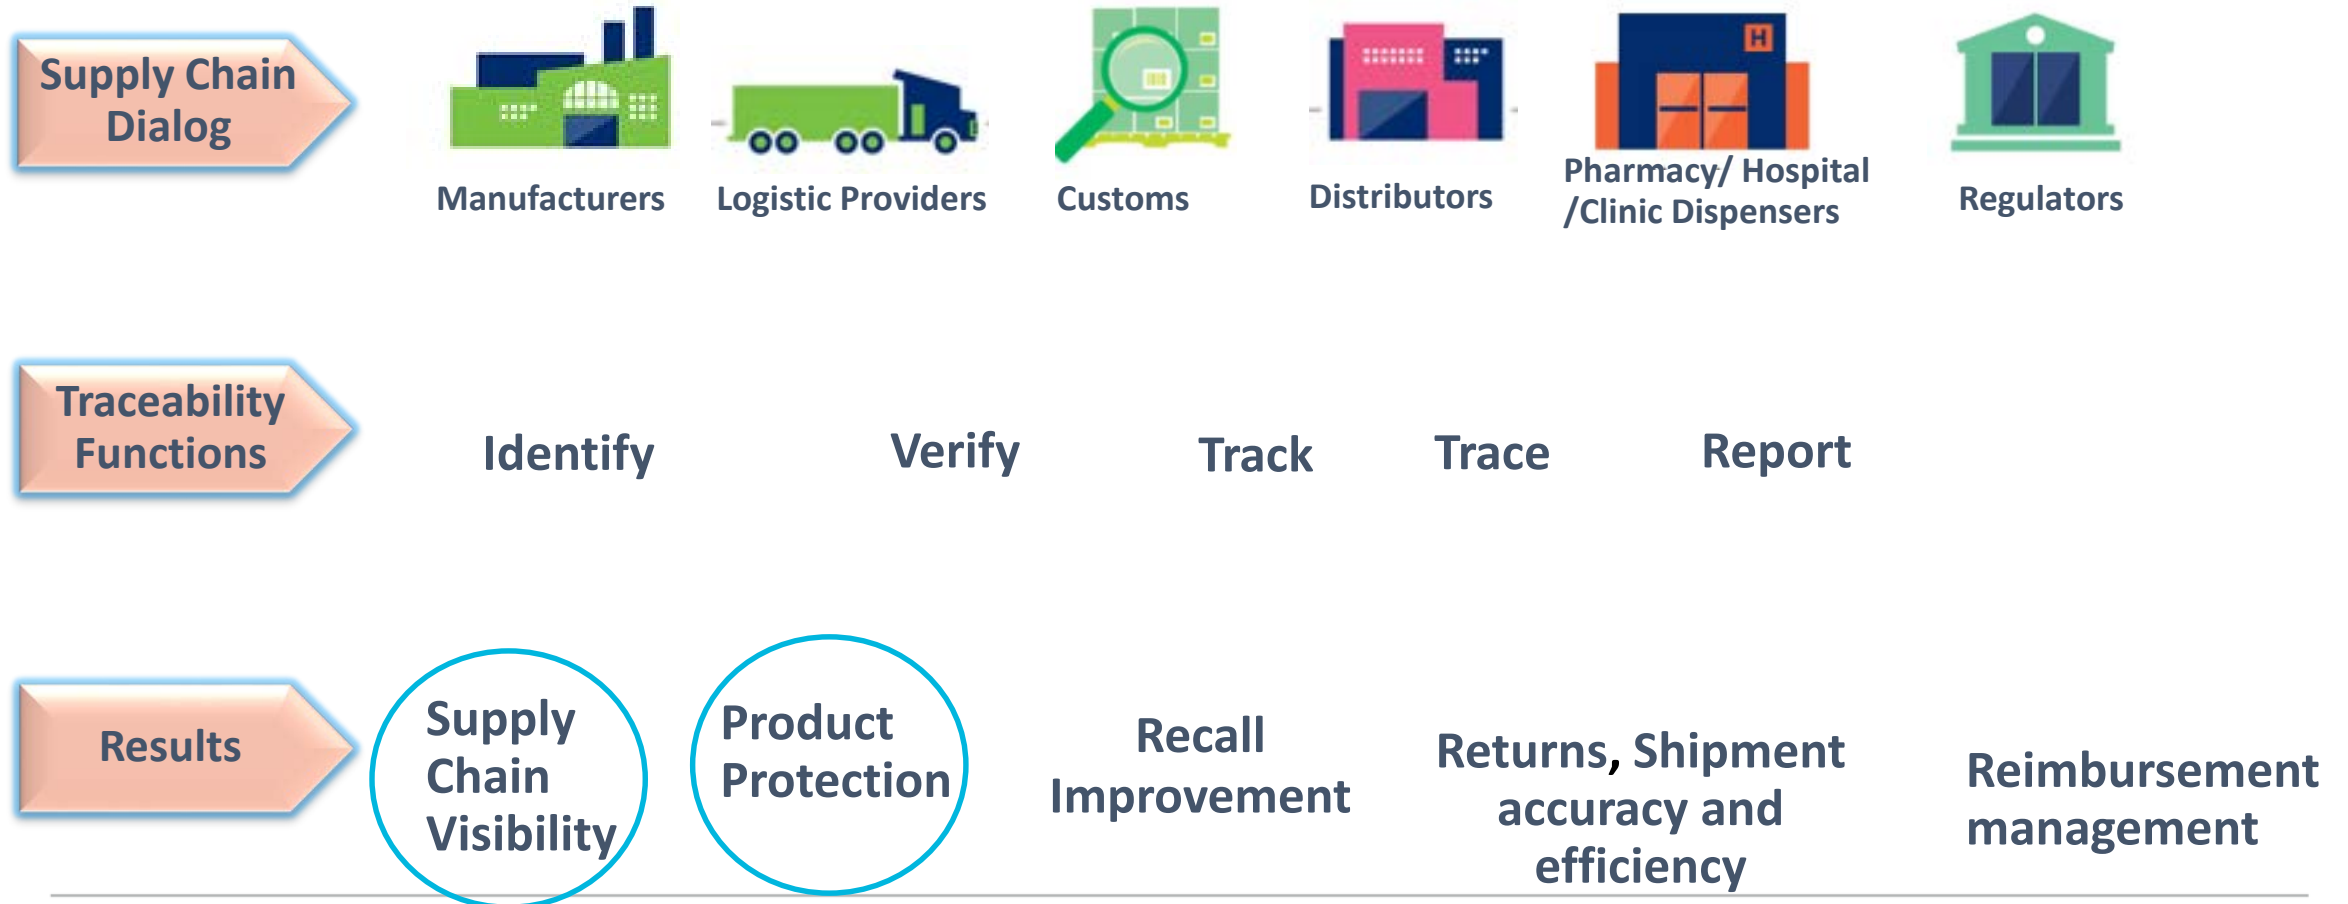 Supply Chain
Dialog
H
Manufacturers
Logistic Providers
Customs
Distributors
Pharmacy/ Hospital
/Clinic Dispensers
Regulators
Traceability
Functions
Identify
Verify
Track
Trace
Report
Results
Supply
Chain
Visibility
Product
Protection
Recall
Improvement
Returns, Shipment
accuracy and
efficiency
Reimbursement
management